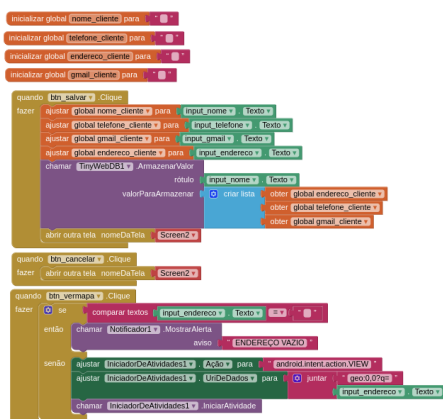 inicializar global nome_cliente para " "
inicializar global telefone_cliente para " "
inicializar global endereco_cliente para " "
inicializar global gmail_cliente para " "
quando btn_salvar .Clique
fazer ajustar global nome_cliente para input_nome . Texto
ajustar global telefone_cliente para input_telefone . Texto
ajustar global gmail_cliente para input_gmail . Texto
ajustar global endereco_cliente para input_endereco . Texto
chamar TinyWebDB1 .ArmazenarValor
rótulo input_nome . Texto
valorParaArmazenar criar lista obter global endereco_cliente
obter global telefone_cliente
obter global gmail_cliente
abrir outra tela nomeDaTela Screen2
quando btn_cancelar .Clique
fazer abrir outra tela nomeDaTela Screen2
quando btn_vermapa .Clique
fazer se comparar textos input_endereco . Texto = " "
então chamar Notificador1 .MostrarAlerta
aviso " ENDEREÇO VAZIO "
senão ajustar IniciadorDeAtividades1 . Ação para " android.intent.action.VIEW "
ajustar IniciadorDeAtividades1 . UriDeDados para juntar " geo:0,0?q= "
input_endereco . Texto
chamar IniciadorDeAtividades1 .IniciarAtividade